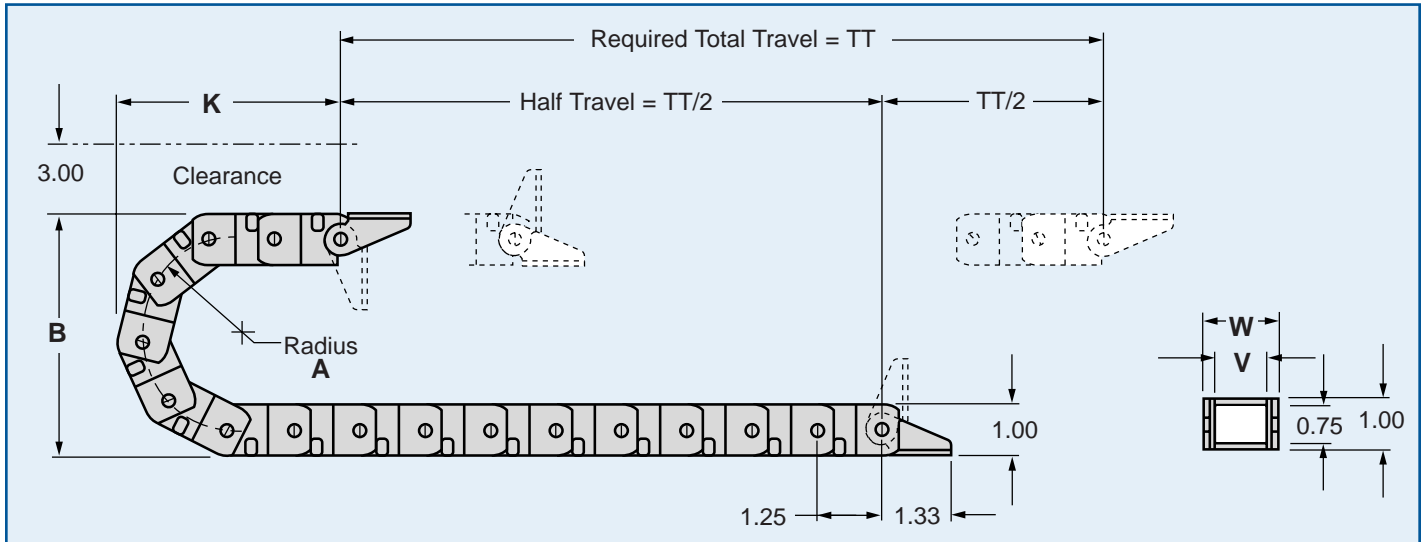 Required Total Travel = TT
K
Half Travel = TT/2
TT/2
3.00
Clearance
B
Radius
A
W
V
1.00
0.75
1.00
1.25
1.33